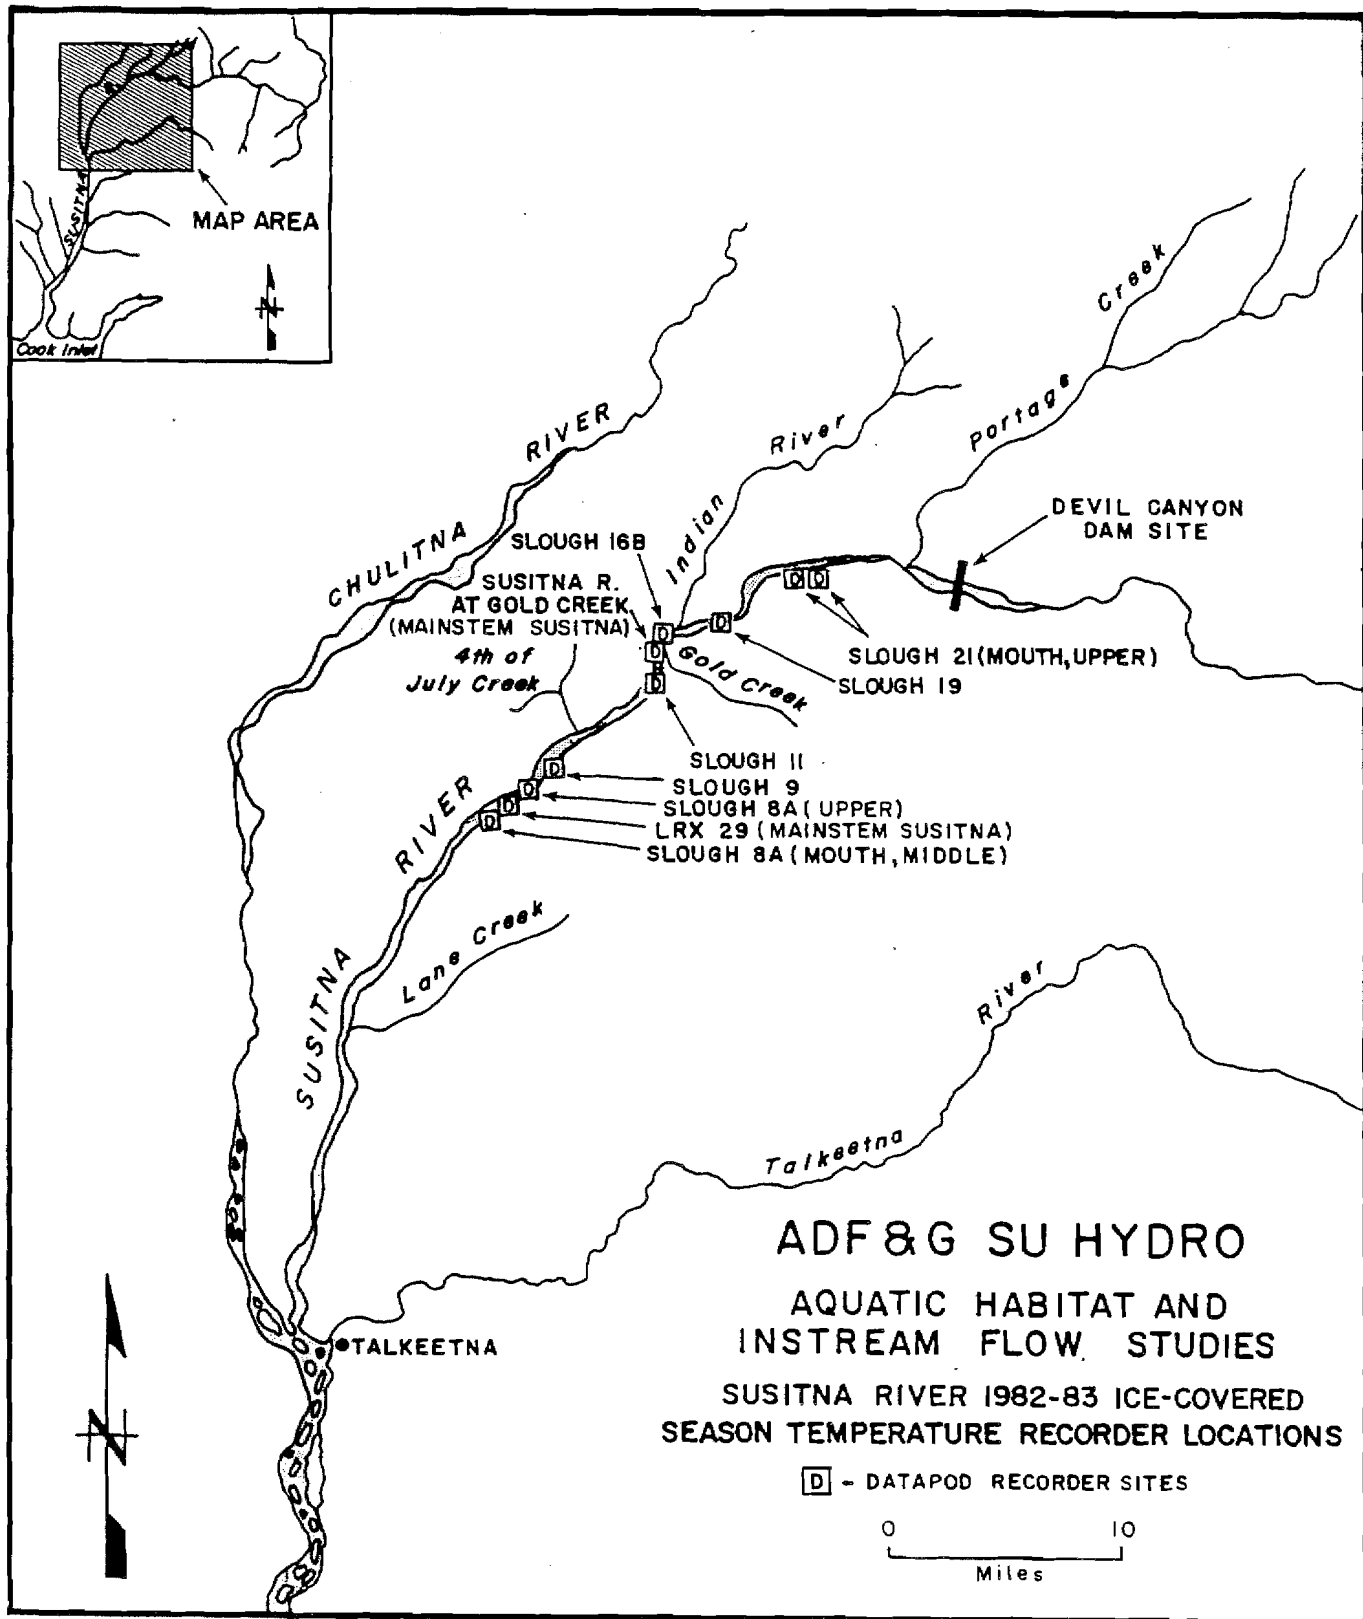 SUSITNA
MAP AREA
N
Cook Inlet
CHULITNA RIVER
Indian River
Portage Creek
DEVIL CANYON
DAM SITE
SLOUGH 16B
SUSITNA R.
AT GOLD CREEK
(MAINSTEM SUSITNA)
4th of
July Creek
Gold Creek
SLOUGH 21(MOUTH,UPPER)
SLOUGH 19
D
D
D
D
D
D
D
D
D
D
SLOUGH 11
SLOUGH 9
SLOUGH 8A(UPPER)
LRX 29 (MAINSTEM SUSITNA)
SLOUGH 8A(MOUTH,MIDDLE)
SUSITNA RIVER
Lane Creek
Talkeetna River
TALKEETNA
N
ADF&G SU HYDRO
AQUATIC HABITAT AND
INSTREAM FLOW STUDIES
SUSITNA RIVER 1982-83 ICE-COVERED
SEASON TEMPERATURE RECORDER LOCATIONS
D - DATAPOD RECORDER SITES
0 10
Miles